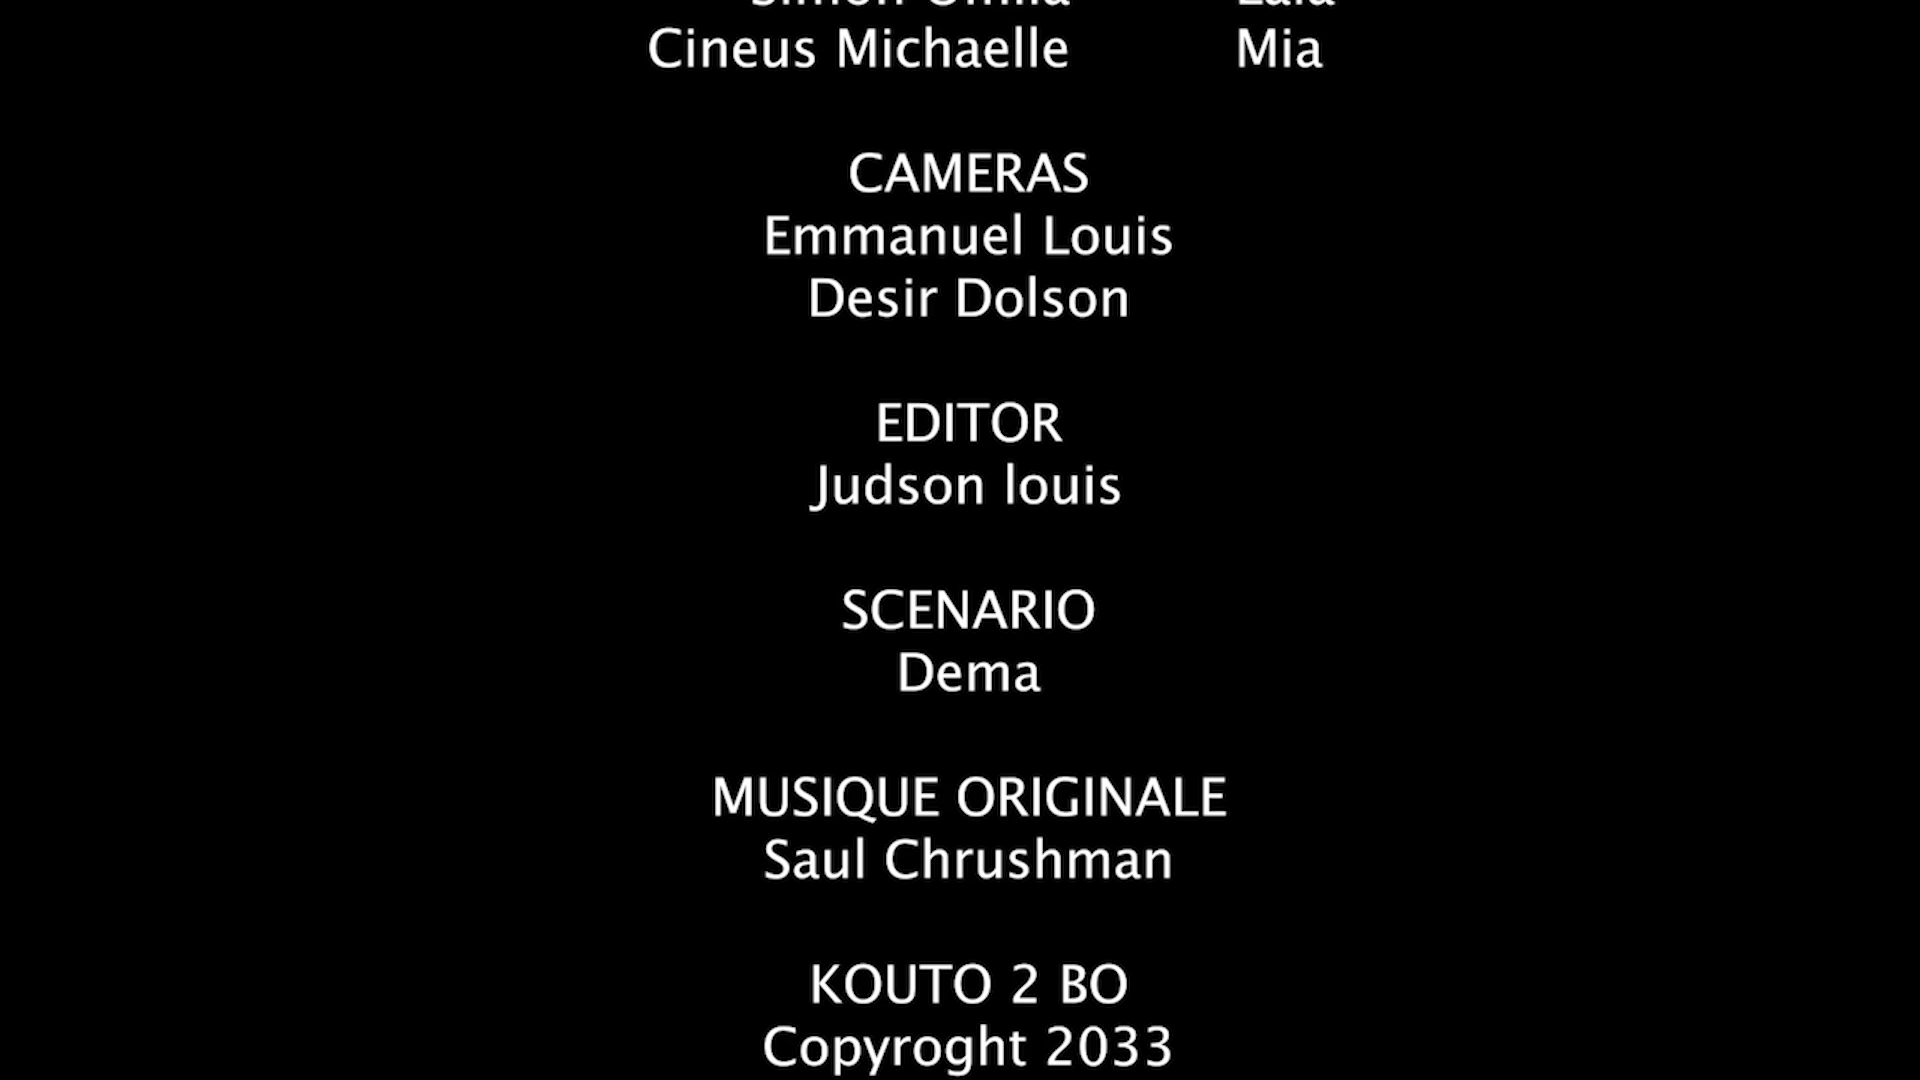 Cineus Michaelle Mia
CAMERAS
Emmanuel Louis
Desir Dolson
EDITOR
Judson louis
SCENARIO
Dema
MUSIQUE ORIGINALE
Saul Chrushman
KOUTO 2 BO
Copyroght 2033